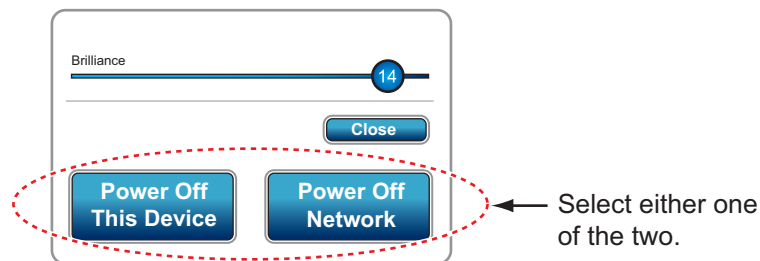 Brilliance
14
Close
Power Off
This Device
Power Off
Network
Select either one
of the two.